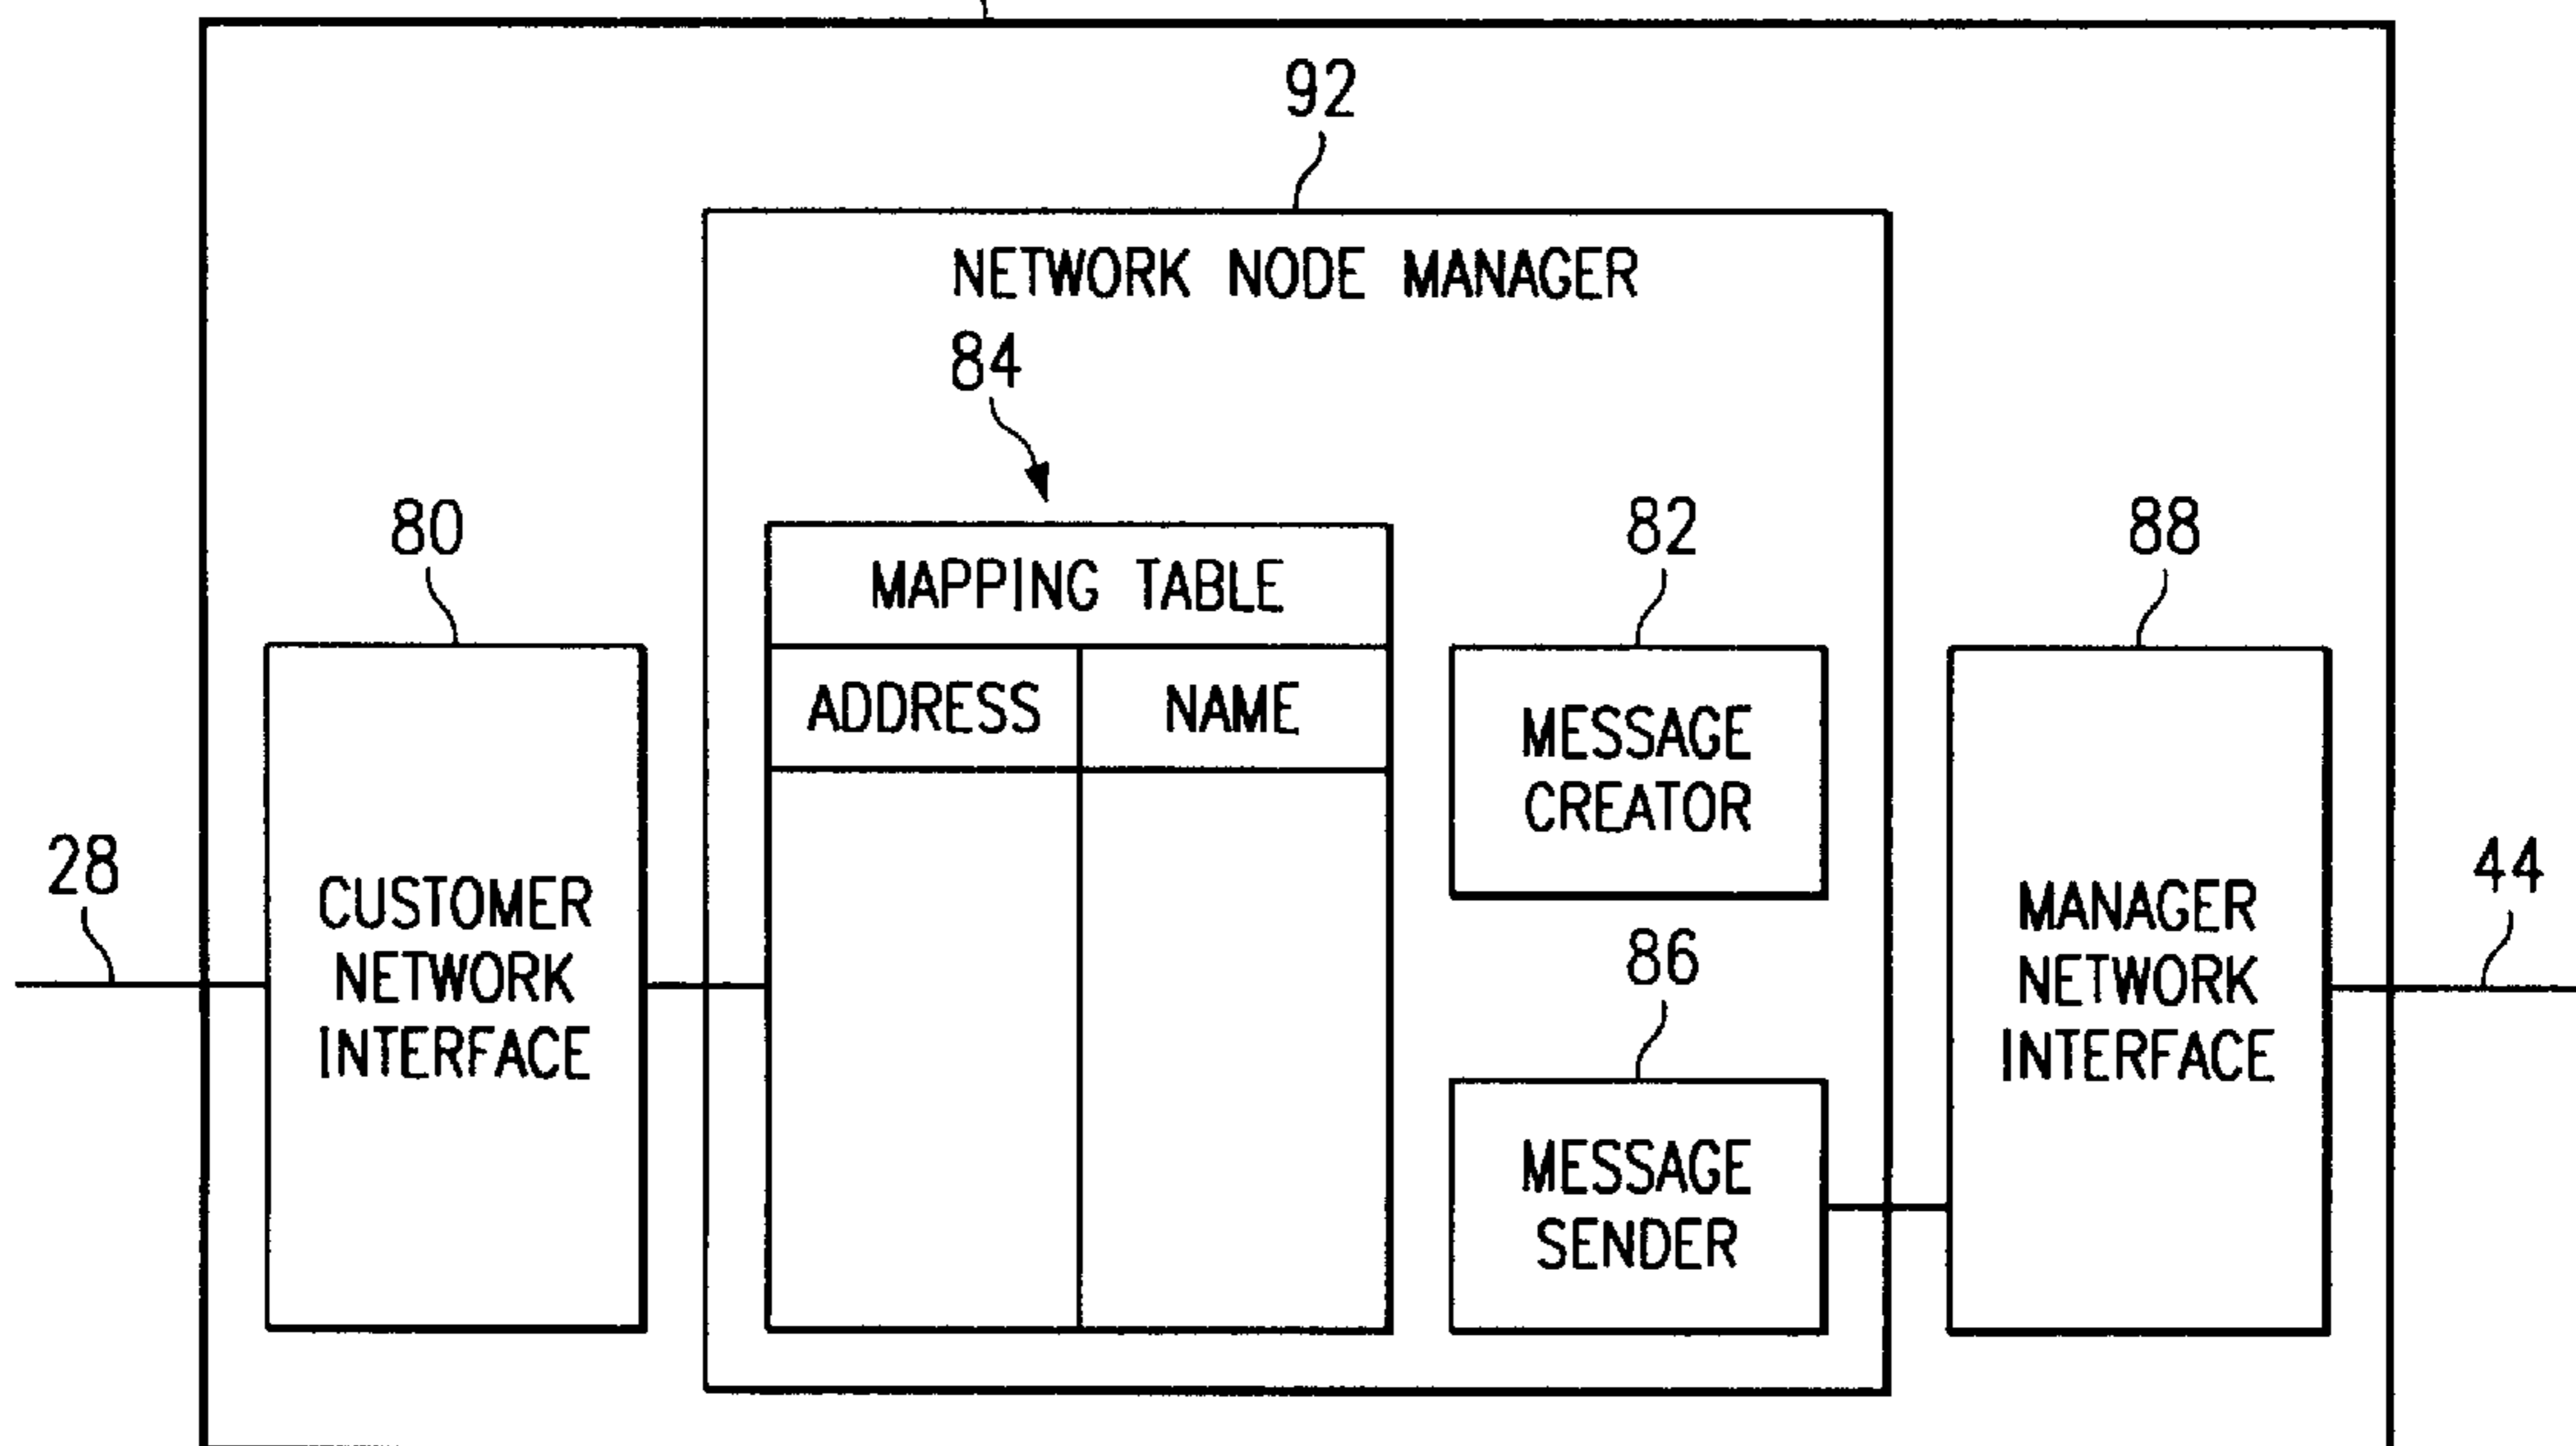 92
NETWORK NODE MANAGER
84
80
82
88
MAPPING TABLE
ADDRESS NAME
MESSAGE
CREATOR
28
44
CUSTOMER
NETWORK
INTERFACE
MANAGER
NETWORK
INTERFACE
86
MESSAGE
SENDER